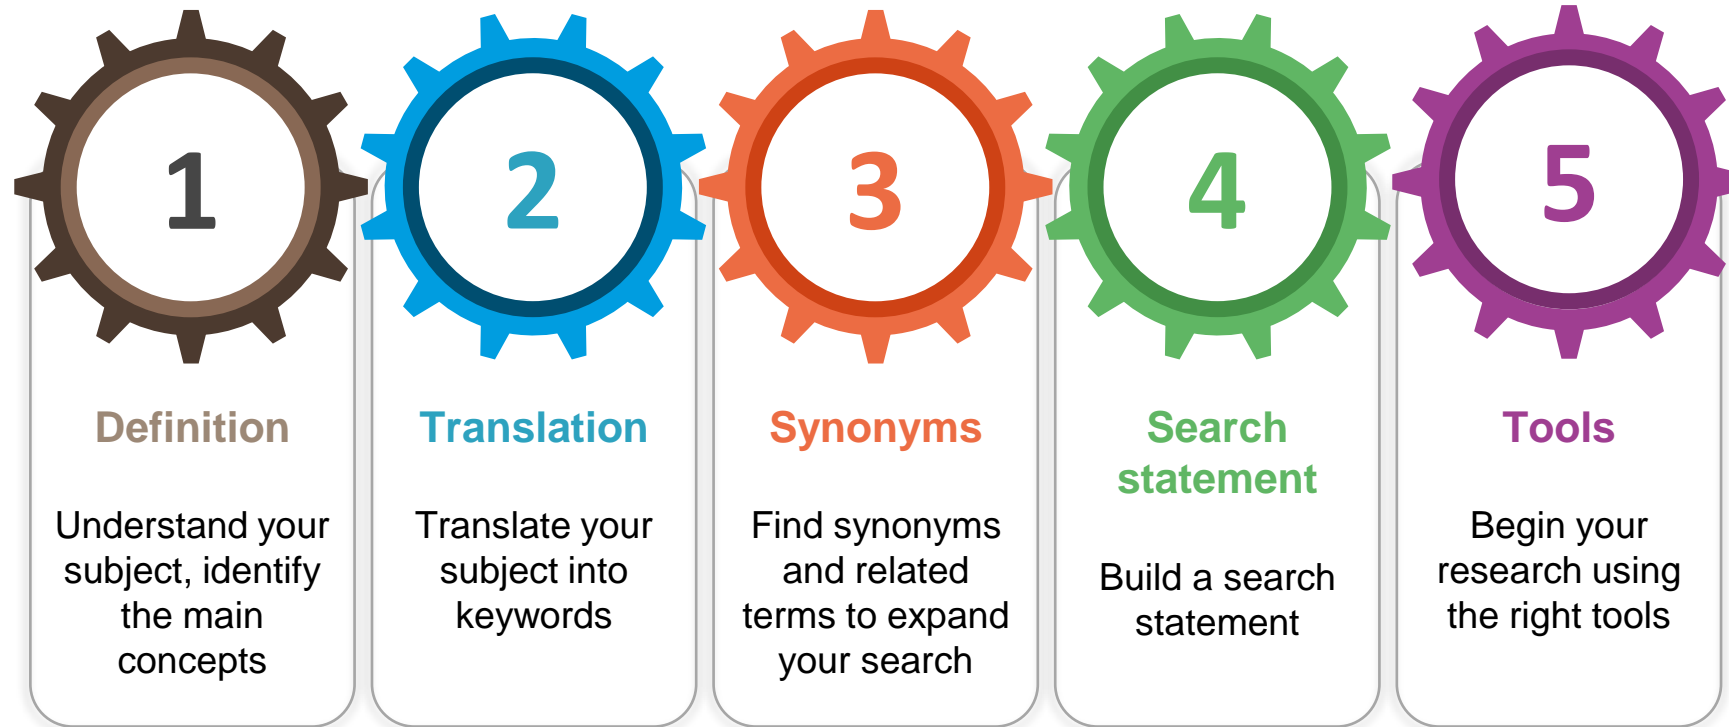 1
Definition
Understand your
subject, identify
the main
concepts
2
Translation
Translate your
subject into
keywords
3
Synonyms
Find synonyms
and related
terms to expand
your search
4
Search
statement
Build a search
statement
5
Tools
Begin your
research using
the right tools